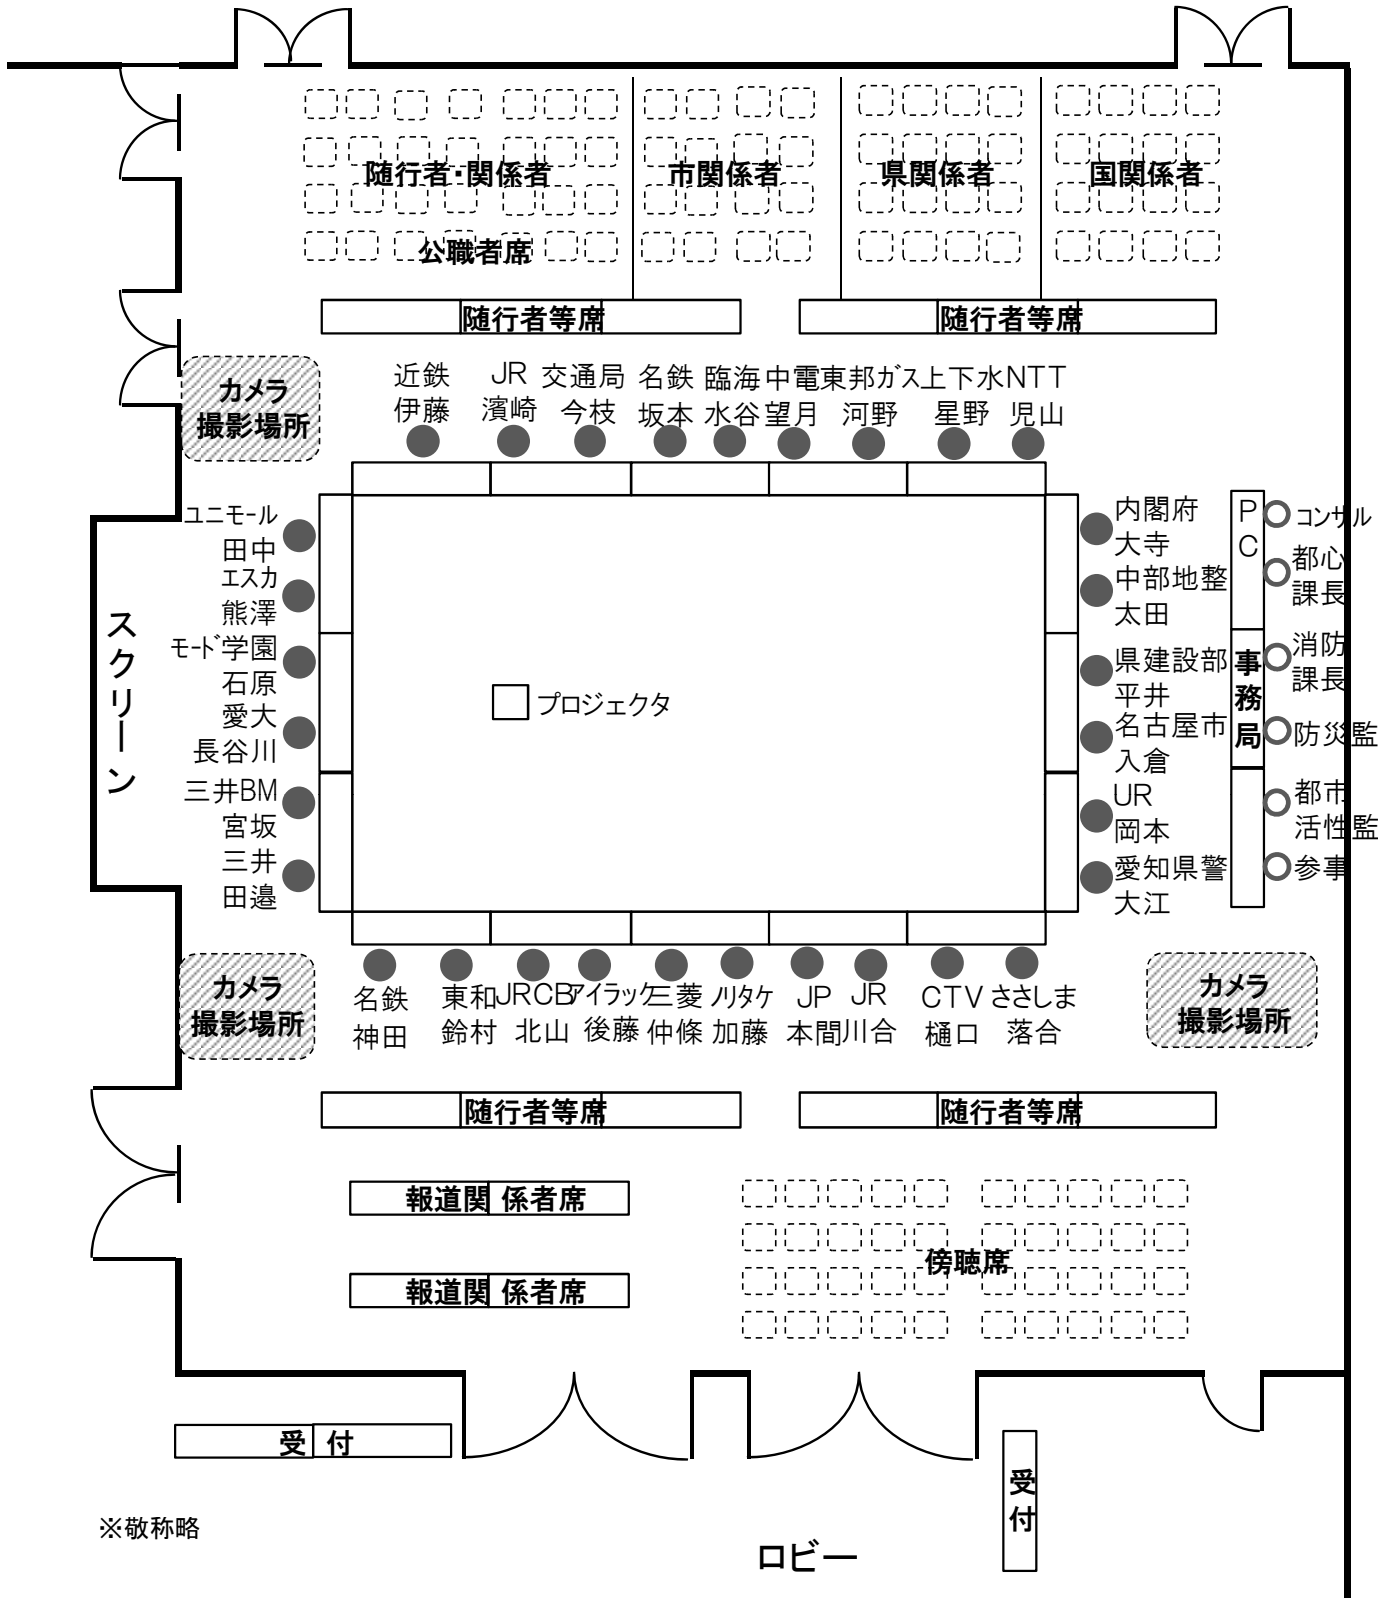 随行者・関係者
市関係者
県関係者
国関係者
公職者席
随行者等席
随行者等席
カメラ
撮影場所
近鉄
伊藤
JR
濱崎
交通局
今枝
名鉄
坂本
臨海
水谷
中電
望月
東邦ガス
河野
上下水
星野
NTT
児山
ユニモール
田中
エスカ
熊澤
モード学園
石原
愛大
長谷川
三井BM
宮坂
三井
田邉
スクリーン
プロジェクタ
内閣府
大寺
中部地整
太田
県建設部
平井
名古屋市
入倉
UR
岡本
愛知県警
大江
PC
事務局
コンサル
都心
課長
消防
課長
防災監
都市
活性監
参事
カメラ
撮影場所
名鉄
神田
東和
鈴村
JRCB
北山
アイラック
後藤
三菱
仲條
ノリタケ
加藤
JP
本間
JR
川合
CTV
樋口
ささしま
落合
カメラ
撮影場所
随行者等席
随行者等席
報道関係者席
報道関係者席
傍聴席
受付
受付
※敬称略
ロビー